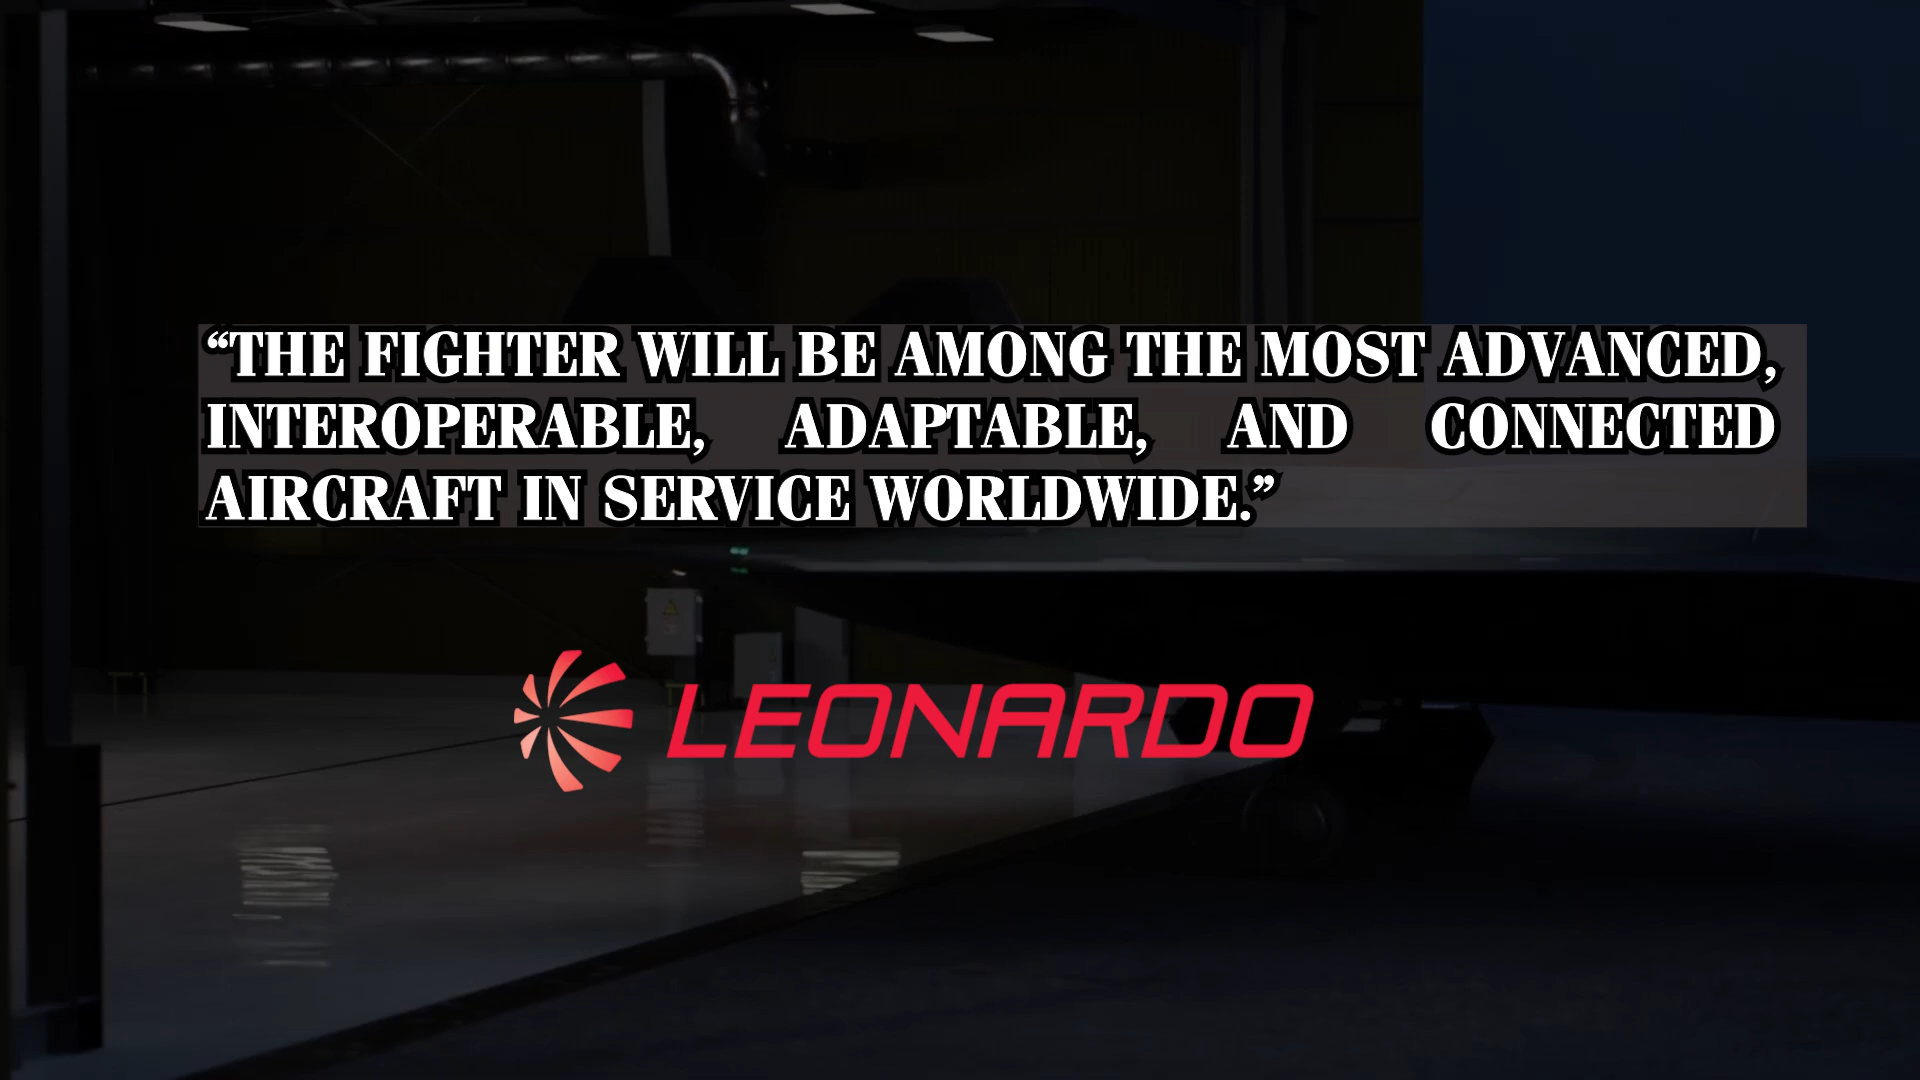 “THE FIGHTER WILL BE AMONG THE MOST ADVANCED,
INTEROPERABLE, ADAPTABLE, AND CONNECTED
AIRCRAFT IN SERVICE WORLDWIDE.”
LEONARDO